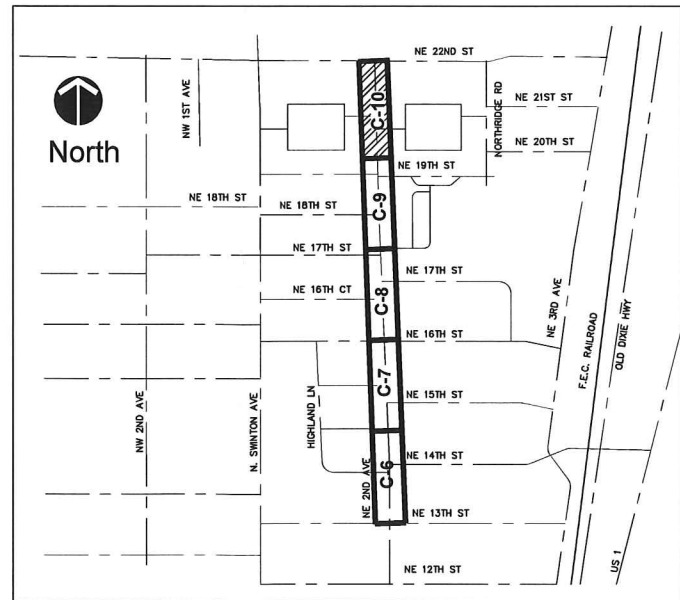 NE 22ND ST
North
NW 1ST AVE
C-10
NORTHRIDGE RD
NE 21ST ST
NE 20TH ST
NE 19TH ST
NE 18TH ST
NE 18TH ST
C-9
NE 17TH ST
NE 17TH ST
NE 16TH CT
C-8
NE 3RD AVE
F.E.C. RAILROAD
OLD DIXIE HWY
NE 16TH ST
NW 2ND AVE
N. SWINTON AVE
HIGHLAND LN
C-7
NE 15TH ST
NE 2ND AVE
C-6
NE 14TH ST
NE 13TH ST
NE 12TH ST
US 1